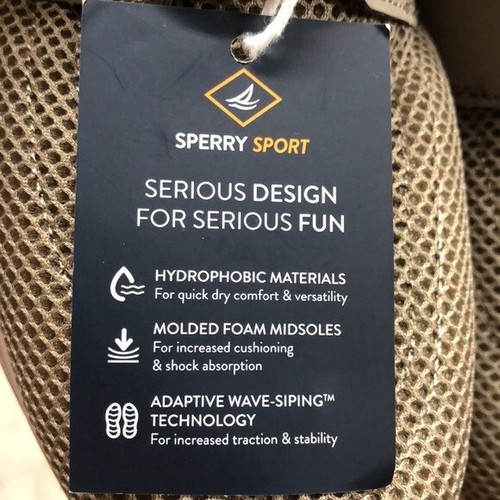 SPERRY SPORT
SERIOUS DESIGN
FOR SERIOUS FUN
HYDROPHOBIC MATERIALS
For quick dry comfort & versatility
MOLDED FOAM MIDSOLES
For increased cushioning
& shock absorption
ADAPTIVE WAVE-SIPING™
TECHNOLOGY
For increased traction & stability